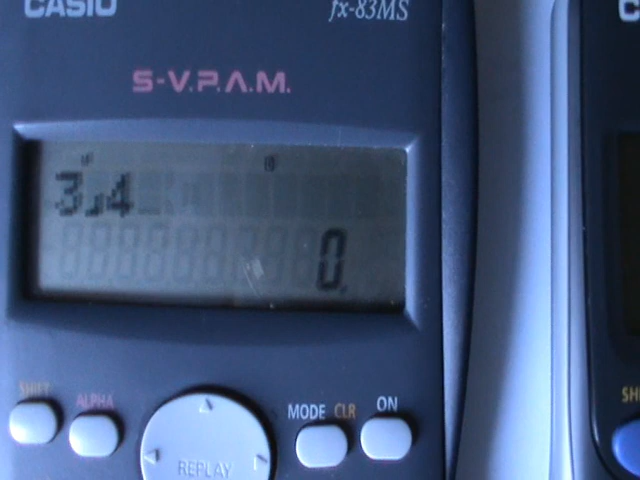 CASIO
fx-83MS
S-V.P.A.M.
D
3⌟4
0.
SHIFT
ALPHA
MODE CLR
ON
REPLAY